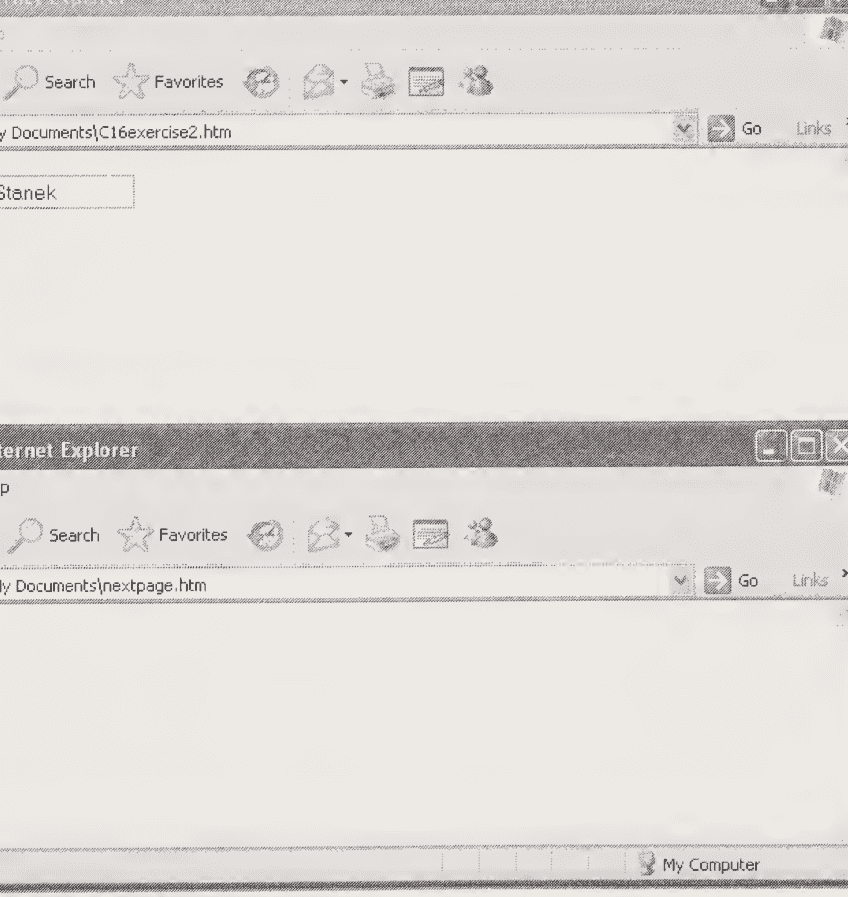 Search Favorites
y Documents\C16exercise2.htm Go Links
Stanek
ternet Explorer
p
Search Favorites
ly Documents\nextpage.htm Go Links
My Computer